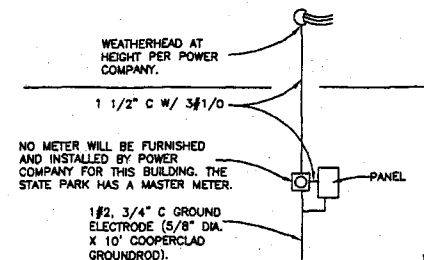 WEATHERHEAD AT
HEIGHT PER POWER
COMPANY.
1 1/2" C W/ 3#1/0
NO METER WILL BE FURNISHED
AND INSTALLED BY POWER
COMPANY FOR THIS BUILDING. THE
STATE PARK HAS A MASTER METER.
PANEL
1#2, 3/4" C GROUND
ELECTRODE (5/8" DIA.
X 10' COOPERCLAD
GROUNDROD).